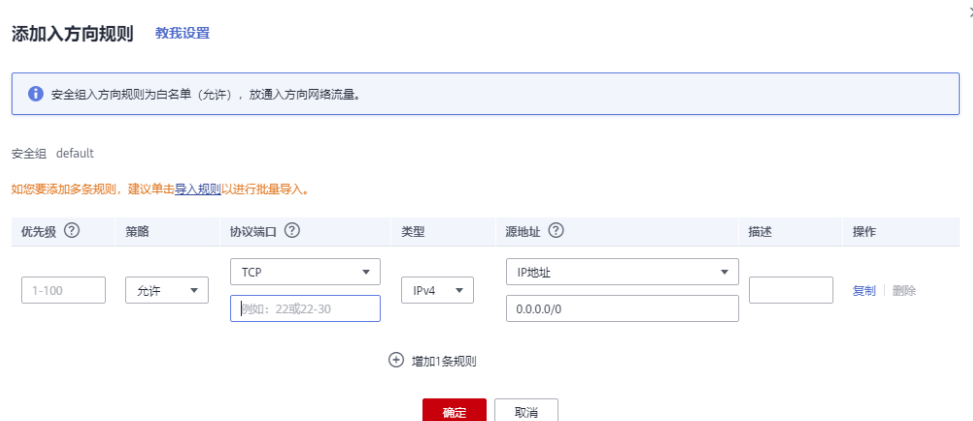 添加入方向规则 教我设置
安全组入方向规则为白名单（允许），放通入方向网络流量。
安全组 default
如您要添加多条规则，建议单击导入规则以进行批量导入。
优先级 策略 协议端口 类型 源地址 描述 操作
TCP IP地址
1-100 允许 IPv4 复制 删除
例如：22或22-30 0.0.0.0/0
增加1条规则
确定 取消